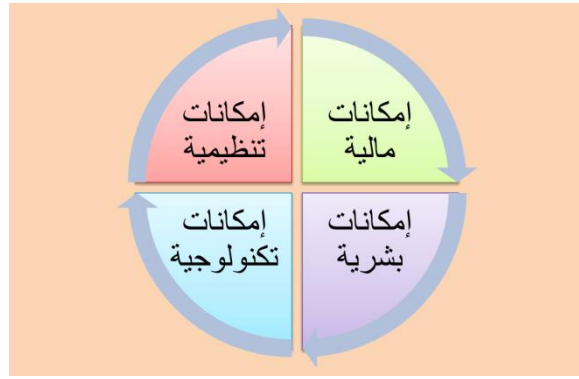 إمكانات
مالية
إمكانات
تنظيمية
إمكانات
بشرية
إمكانات
تكنولوجية